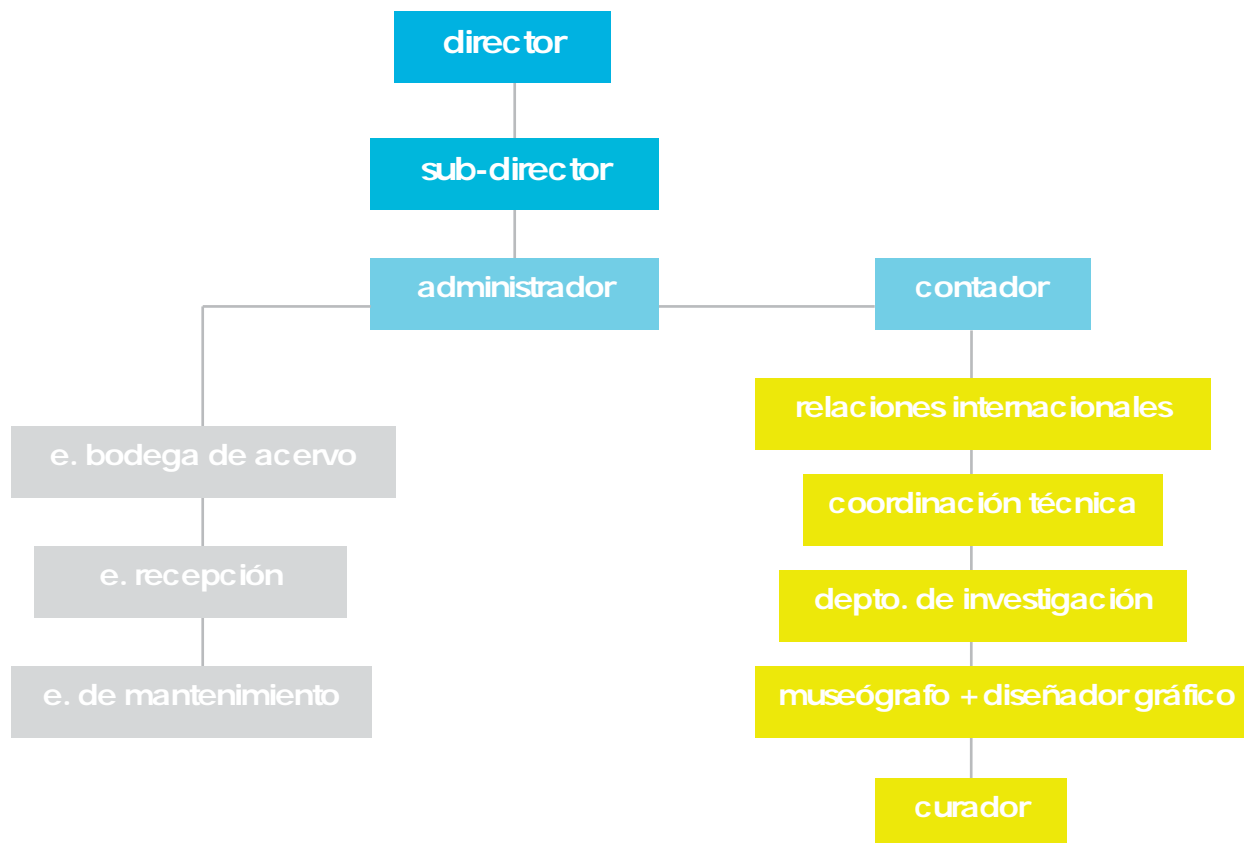 director
sub-director
administrador
contador
relaciones internacionales
e. bodega de acervo
coordinación técnica
e. recepción
depto. de investigación
e. de mantenimiento
museógrafo + diseñador gráfico
curador